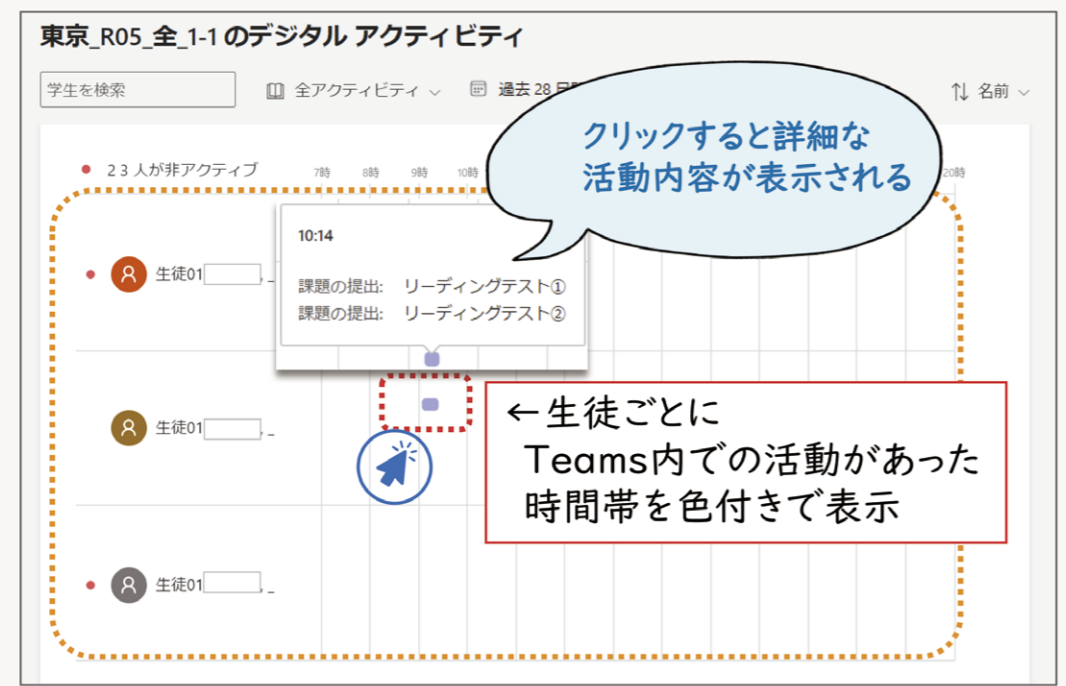 東京_R05_全_1-1 のデジタル アクティビティ
学生を検索
全アクティビティ
過去 28 日間
名前
クリックすると詳細な
活動内容が表示される
23 人が非アクティブ
7時 8時 9時 10時 20時
10:14
課題の提出: リーディングテスト①
課題の提出: リーディングテスト②
生徒01 , _
生徒01 , _
生徒01 , _
←生徒ごとに
Teams内での活動があった
時間帯を色付きで表示